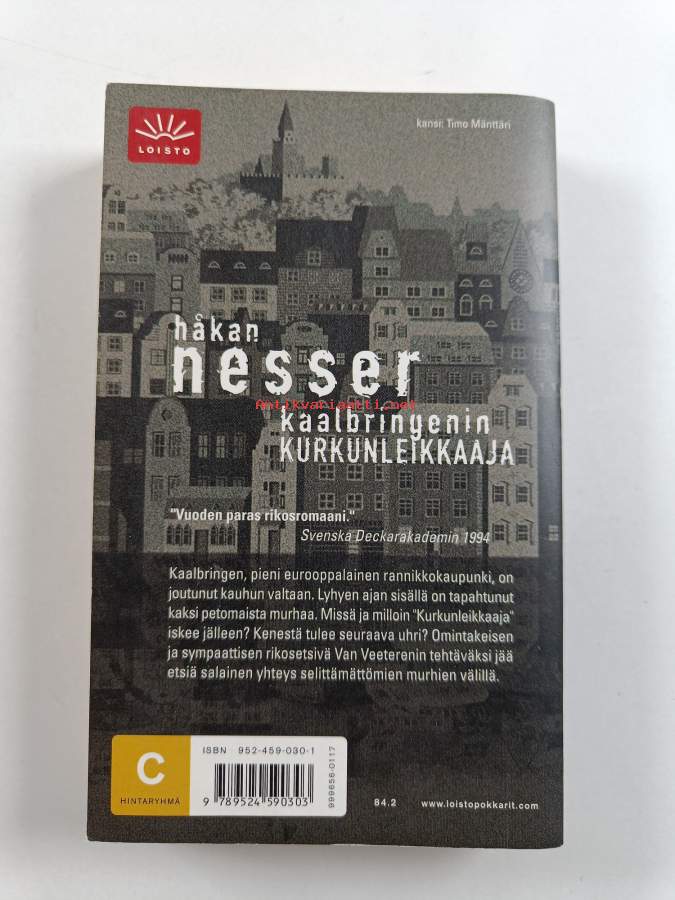 kansi: Timo Mänttäri
LOISTO
håkan
nesser
Antikvariaatti.net
kaalbringenin
KURKUNLEIKKAAJA
"Vuoden paras rikosromaani."
Svenska Deckarakademin 1994
Kaalbringen, pieni eurooppalainen rannikkokaupunki, on
joutunut kauhun valtaan. Lyhyen ajan sisällä on tapahtunut
kaksi petomaista murhaa. Missä ja milloin "Kurkunleikkaaja"
iskee jälleen? Kenestä tulee seuraava uhri? Omintakeisen
ja sympaattisen rikosetsivä Van Veeterenin tehtäväksi jää
etsiä salainen yhteys selittämättömien murhien välillä.
C
HINTARYHMÄ
ISBN 952-459-030-1
9 789524 590303
999656-0117
84.2
www.loistopokkarit.com